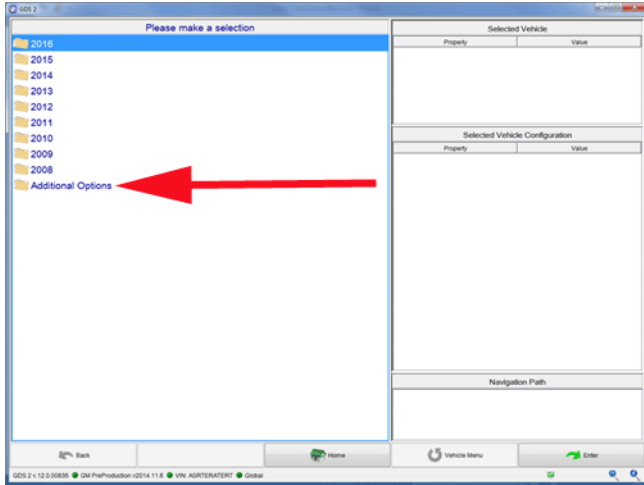 GDS 2
Please make a selection
2016
2015
2014
2013
2012
2011
2010
2009
2008
Additional Options
Selected Vehicle
Property Value
Selected Vehicle Configuration
Property Value
Navigation Path
Back Home Vehicle Menu Enter
GDS 2 v.12.0.00835 GM PreProduction v2014.11.6 VIN: ASRTERATERT Global